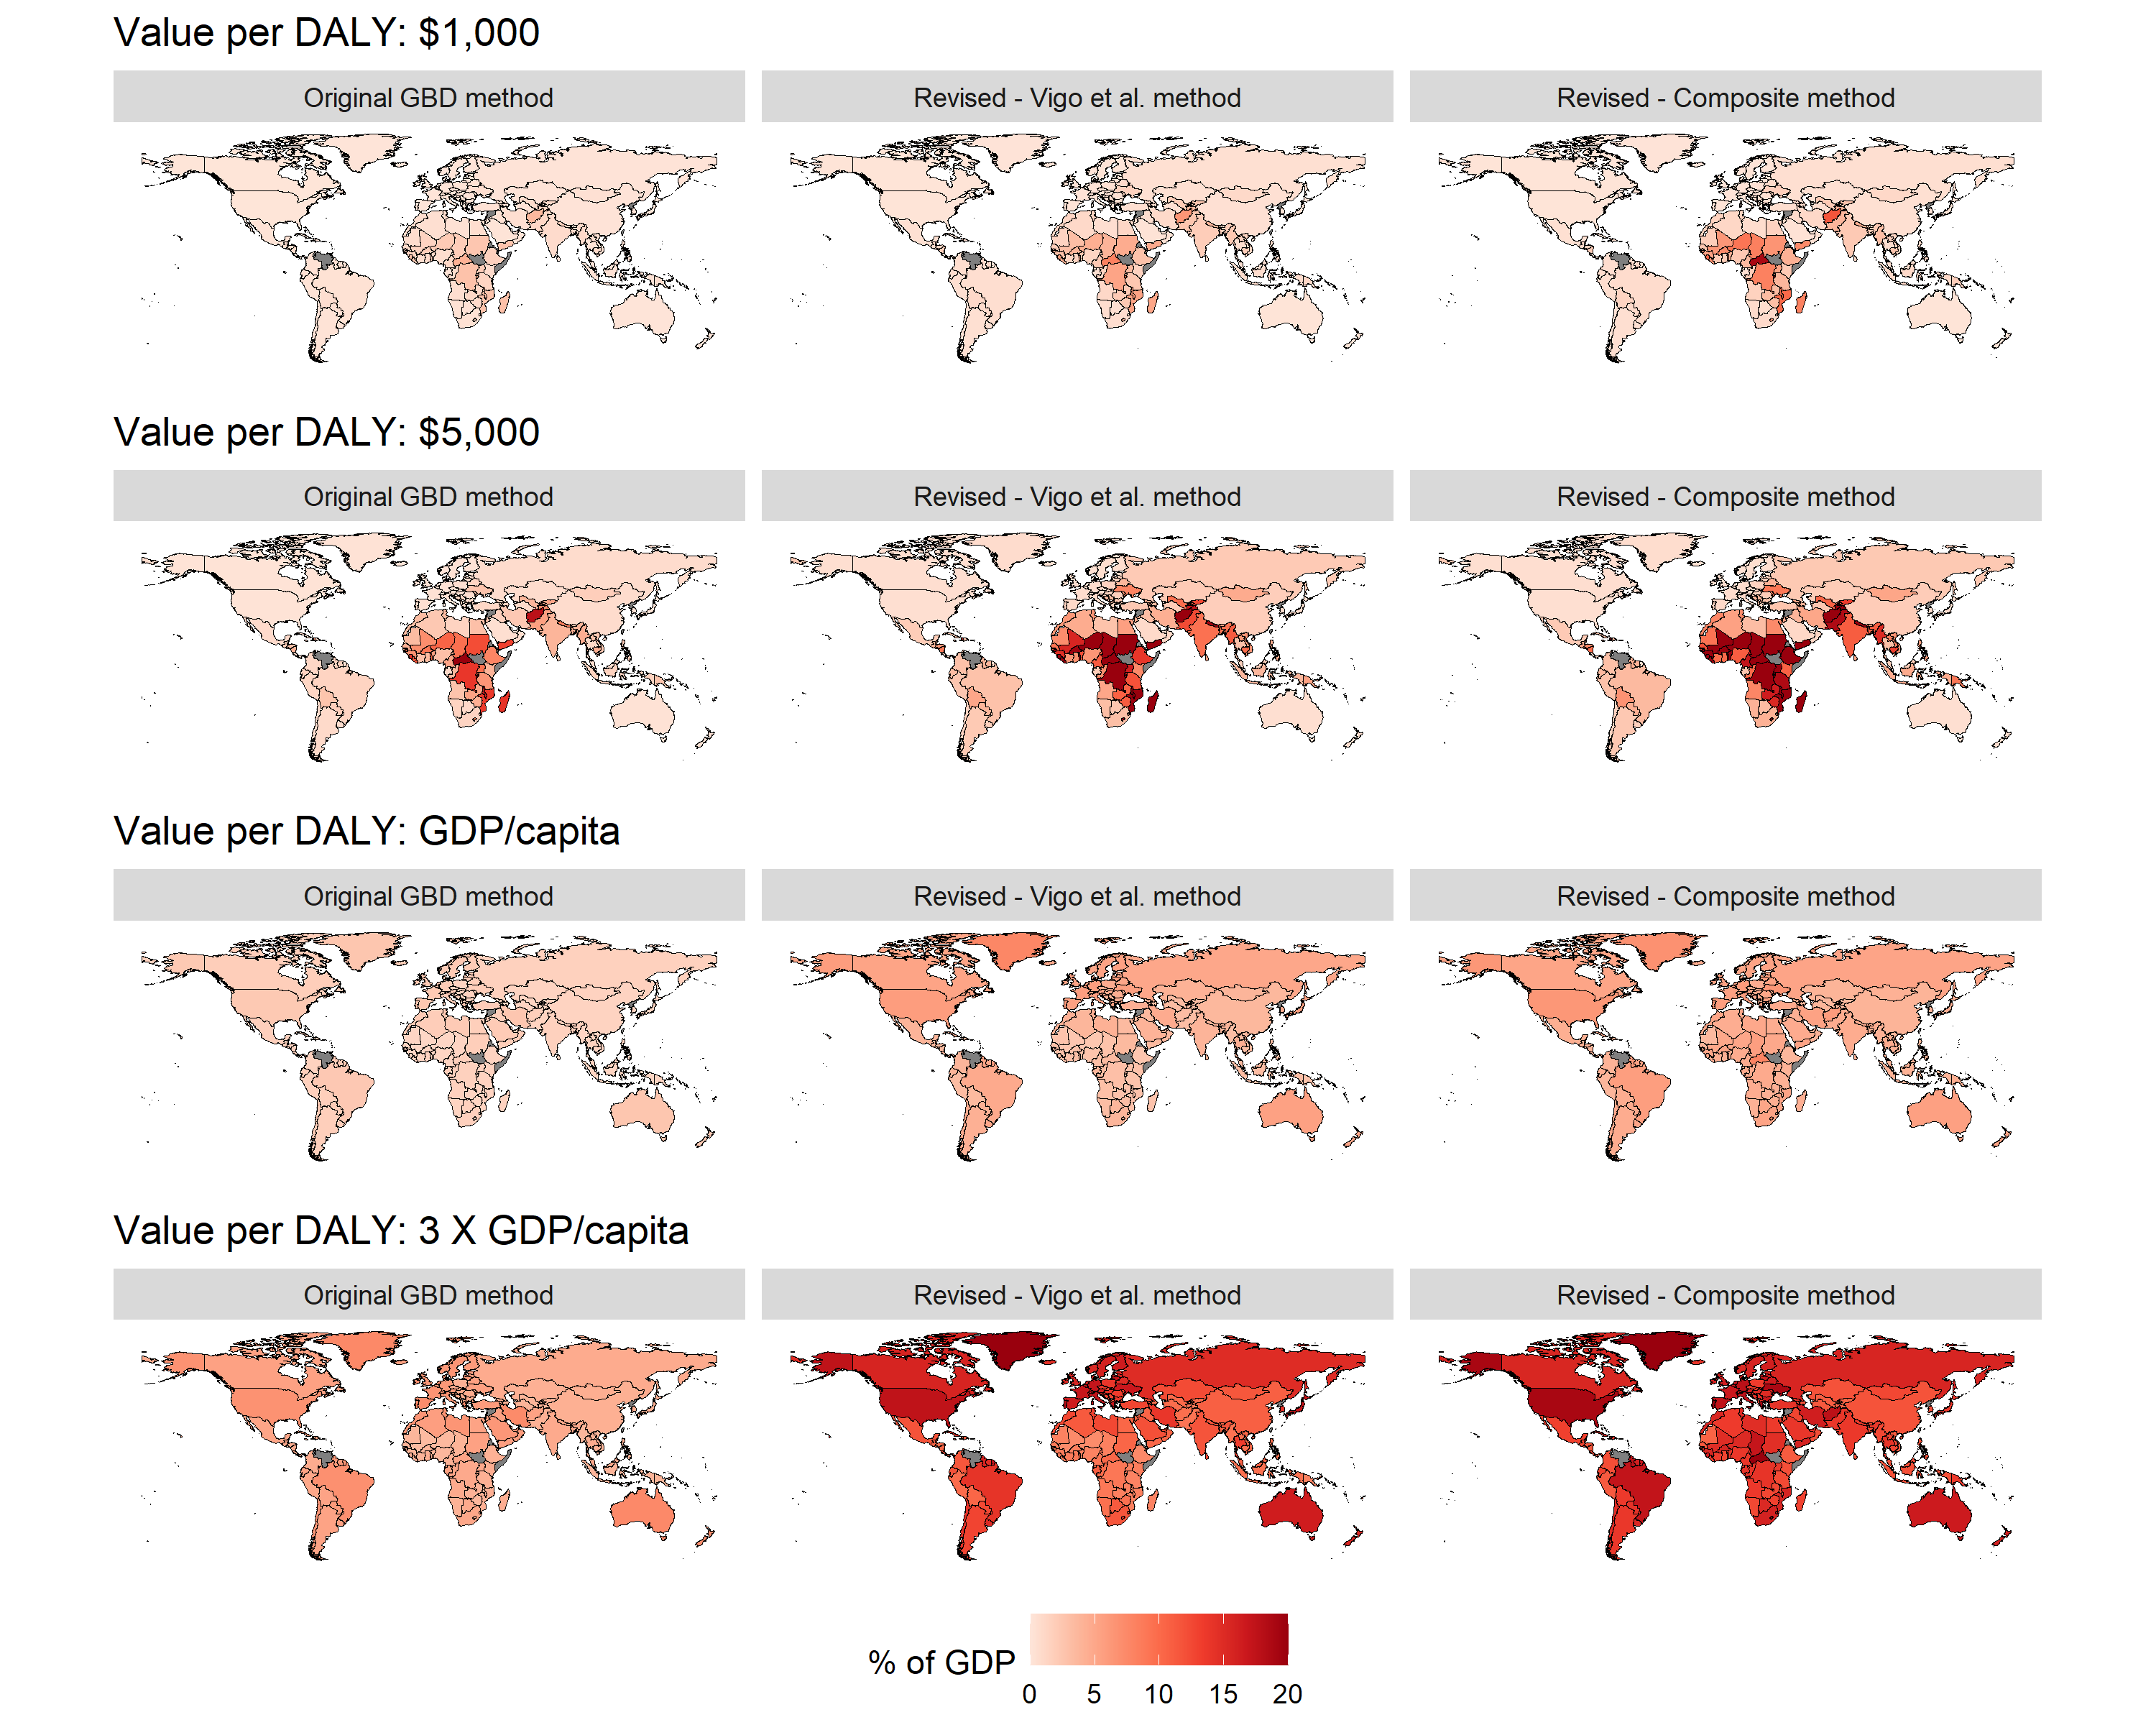 Value per DALY: $1,000
Original GBD method
Revised - Vigo et al. method
Revised - Composite method
Value per DALY: $5,000
Original GBD method
Revised - Vigo et al. method
Revised - Composite method
Value per DALY: GDP/capita
Original GBD method
Revised - Vigo et al. method
Revised - Composite method
Value per DALY: 3 X GDP/capita
Original GBD method
Revised - Vigo et al. method
Revised - Composite method
% of GDP
0 5 10 15 20